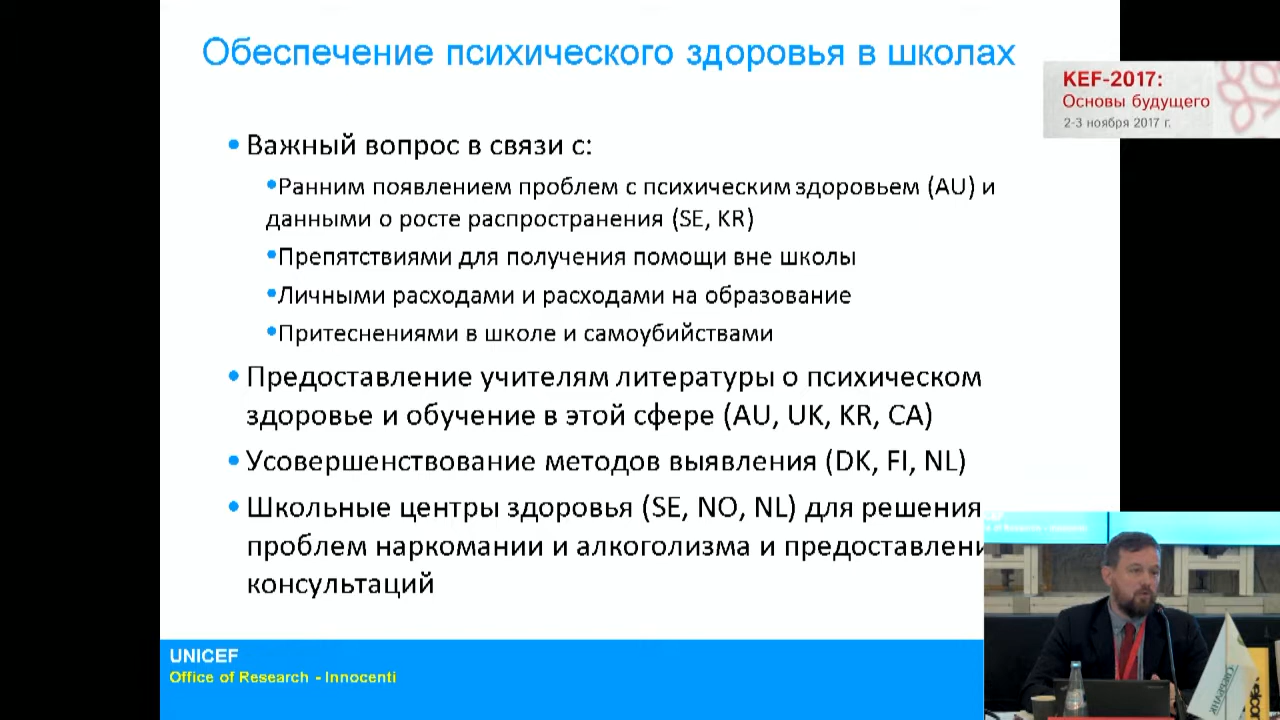 Обеспечение психического здоровья в школах
KEF-2017:
Основы будущего
2-3 ноября 2017 г.
•Важный вопрос в связи с:
•Ранним появлением проблем с психическим здоровьем (AU) и
данными о росте распространения (SE, KR)
•Препятствиями для получения помощи вне школы
•Личными расходами и расходами на образование
•Притеснениями в школе и самоубийствами
•Предоставление учителям литературы о психическом
здоровье и обучение в этой сфере (AU, UK, KR, CA)
•Усовершенствование методов выявления (DK, FI, NL)
•Школьные центры здоровья (SE, NO, NL) для решения
проблем наркомании и алкоголизма и предоставлени
консультаций
UNICEF
Office of Research - Innocenti